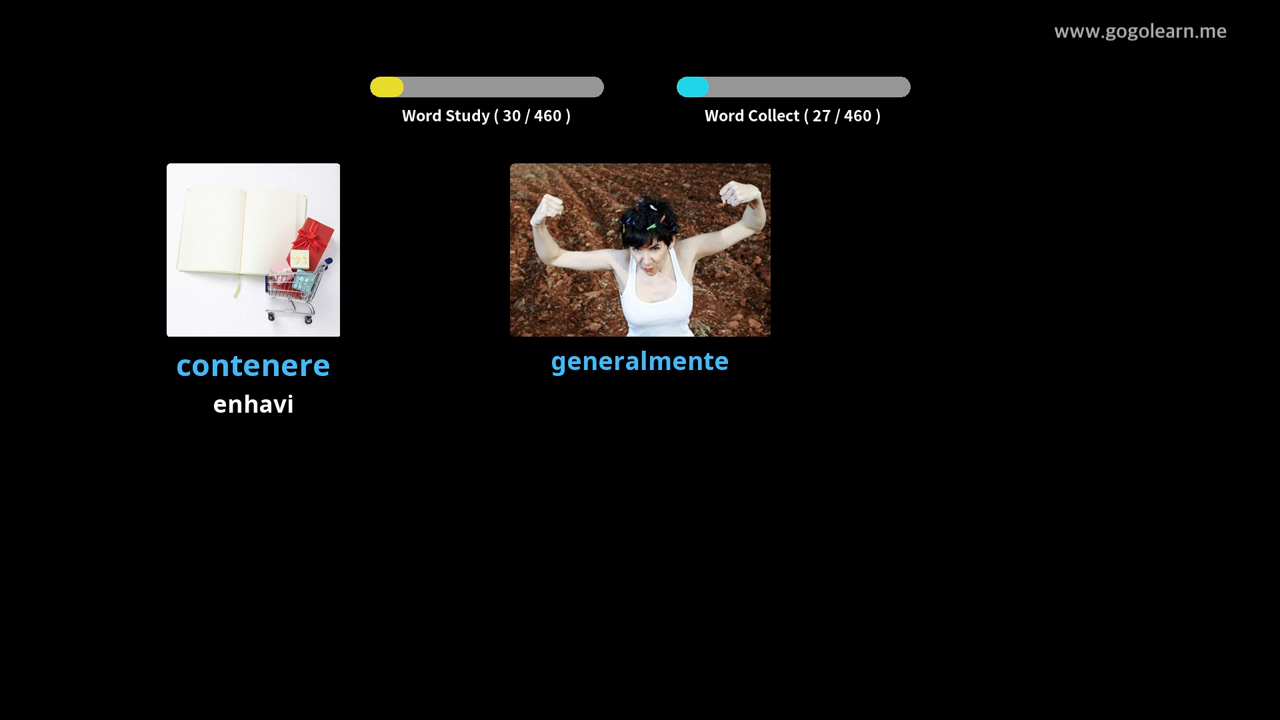 www.gogolearn.me
Word Study ( 30 / 460 )
Word Collect ( 27 / 460 )
contenere
enhavi
generalmente